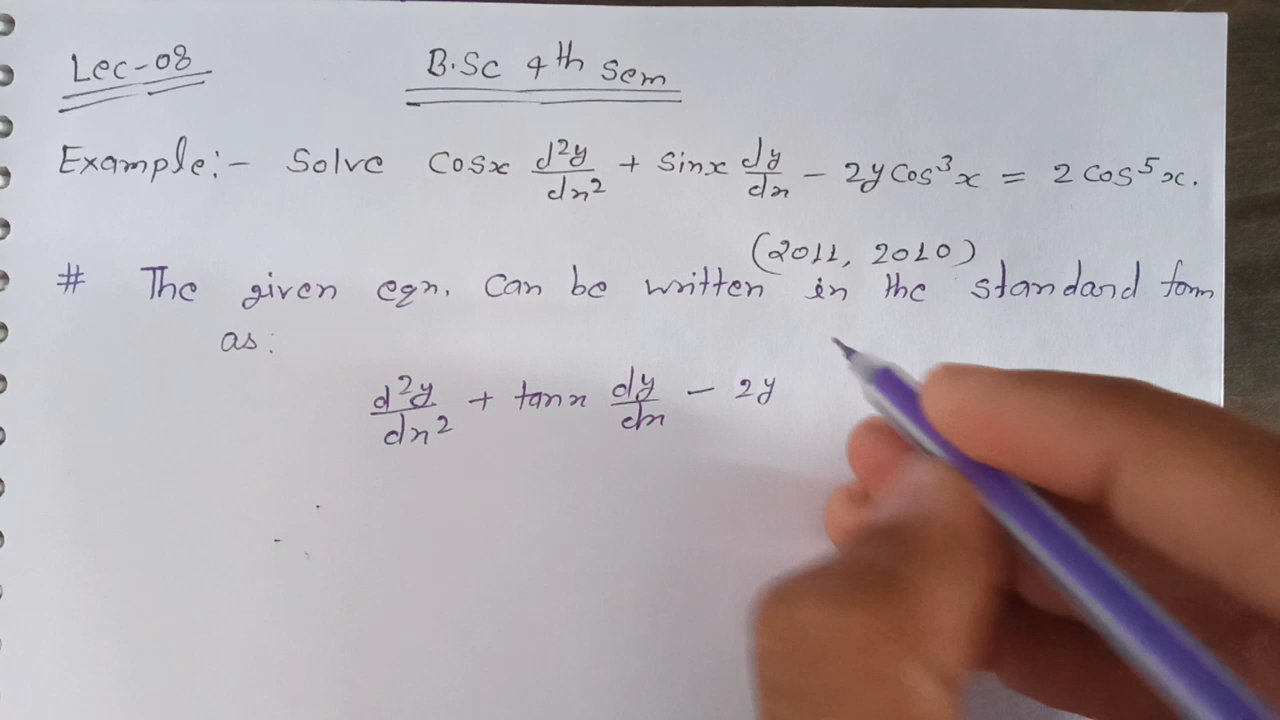 Lec-08
B.Sc 4th Sem
Example:- Solve Cosx d²y/dx² + Sinx dy/dx - 2y Cos³x = 2 Cos⁵x.
(2011, 2010)
# The given eqn. can be written in the standard form
as:
d²y/dx² + tanx dy/dx - 2y